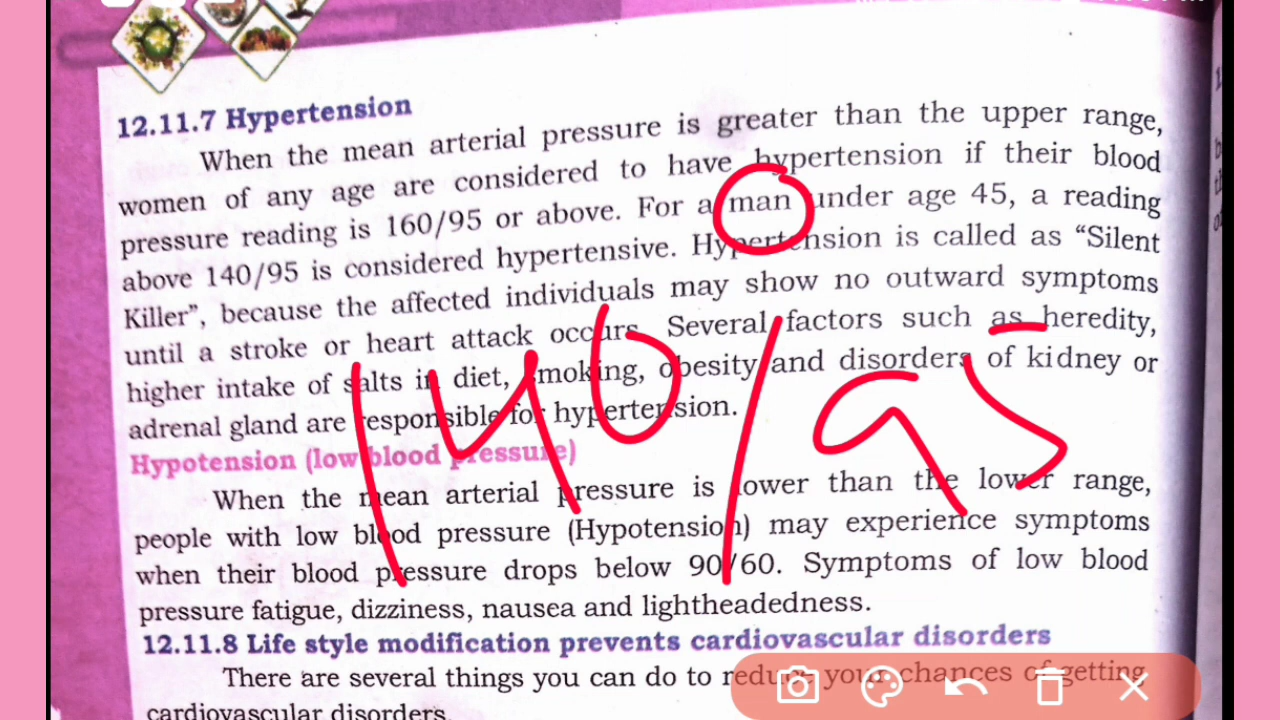 12.11.7 Hypertension
When the mean arterial pressure is greater than the upper range,
women of any age are considered to have hypertension if their blood
pressure reading is 160/95 or above. For a man under age 45, a reading
above 140/95 is considered hypertensive. Hypertension is called as “Silent
Killer”, because the affected individuals may show no outward symptoms
until a stroke or heart attack occurs. Several factors such as heredity,
higher intake of salts in diet, smoking, obesity and disorders of kidney or
adrenal gland are responsible for hypertension.
140/95
Hypotension (low blood pressure)
When the mean arterial pressure is lower than the lower range,
people with low blood pressure (Hypotension) may experience symptoms
when their blood pressure drops below 90/60. Symptoms of low blood
pressure fatigue, dizziness, nausea and lightheadedness.
12.11.8 Life style modification prevents cardiovascular disorders
There are several things you can do to reduce your chances of getting
cardiovascular disorders.